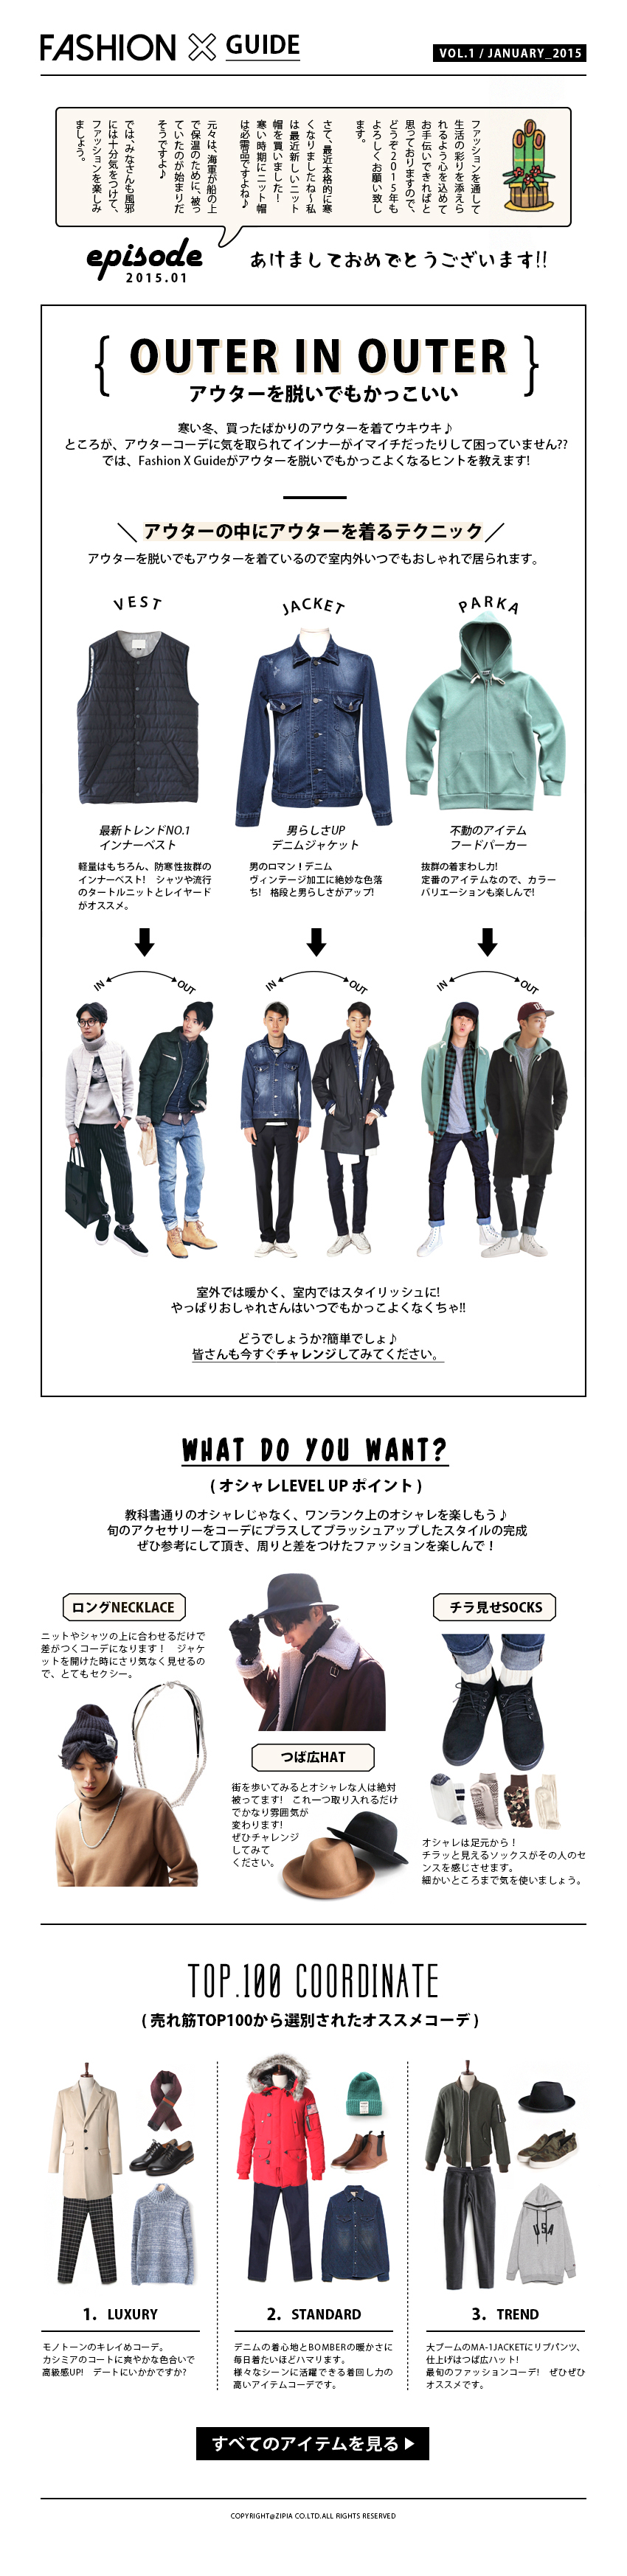 FASHION X GUIDE
VOL.1 / JANUARY_2015
ファッションを通して
生活の彩りを添えら
れるよう心を込めて
お手伝いできればと
思っておりますので、
どうぞ2015年も
よろしくお願い致し
ます。
さて、最近本格的に寒
くなりましたね〜私
は最近新しいニット
帽を買いました！
寒い時期にニット帽
は必需品ですよね♪
元々は、海軍が船の上
で保温のために、被っ
ていたのが始まりだ
そうですよ♪
では、みなさんも風邪
には十分気をつけて、
ファッションを楽しみ
ましょう。
episode
2015.01
あけましておめでとうございます!!
{ OUTER IN OUTER }
アウターを脱いでもかっこいい
寒い冬、買ったばかりのアウターを着てウキウキ♪
ところが、アウターコーデに気を取られてインナーがイマイチだったりして困っていません??
では、Fashion X Guideがアウターを脱いでもかっこよくなるヒントを教えます!
アウターの中にアウターを着るテクニック
アウターを脱いでもアウターを着ているので室内外いつでもおしゃれで居られます。
VEST
最新トレンドNO.1
インナーベスト
軽量はもちろん、防寒性抜群の
インナーベスト!　シャツや流行
のタートルニットとレイヤード
がオススメ。
JACKET
男らしさUP
デニムジャケット
男のロマン！デニム
ヴィンテージ加工に絶妙な色落
ち!　格段と男らしさがアップ!
PARKA
不動のアイテム
フードパーカー
抜群の着まわし力!
定番のアイテムなので、カラー
バリエーションも楽しんで!
IN OUT
IN OUT
IN OUT
室外では暖かく、室内ではスタイリッシュに!
やっぱりおしゃれさんはいつでもかっこよくなくちゃ!!
どうでしょうか?簡単でしょ♪
皆さんも今すぐチャレンジしてみてください。
WHAT DO YOU WANT?
( オシャレLEVEL UP ポイント )
教科書通りのオシャレじゃなく、ワンランク上のオシャレを楽しもう♪
旬のアクセサリーをコーデにプラスしてブラッシュアップしたスタイルの完成
ぜひ参考にして頂き、周りと差をつけたファッションを楽しんで！
ロングNECKLACE
ニットやシャツの上に合わせるだけで
差がつくコーデになります！　ジャケ
ットを開けた時にさり気なく見せるの
で、とてもセクシー。
つば広HAT
街を歩いてみるとオシャレな人は絶対
被ってます!　これ一つ取り入れるだけ
でかなり雰囲気が
変わります!
ぜひチャレンジ
してみて
ください。
チラ見せSOCKS
オシャレは足元から！
チラッと見えるソックスがその人のセ
ンスを感じさせます。
細かいところまで気を使いましょう。
TOP.100 COORDINATE
( 売れ筋TOP100から選別されたオススメコーデ )
USA
1. LUXURY
モノトーンのキレイめコーデ。
カシミアのコートに爽やかな色合いで
高級感UP!　デートにいかかですか?
2. STANDARD
デニムの着心地とBOMBERの暖かさに
毎日着たいほどハマリます。
様々なシーンに活躍できる着回し力の
高いアイテムコーデです。
3. TREND
大ブームのMA-1JACKETにリブパンツ、
仕上げはつば広ハット!
最旬のファッションコーデ!　ぜひぜひ
オススメです。
すべてのアイテムを見る▶
COPYRIGHT@ZIPIA CO.LTD.ALL RIGHTS RESERVED